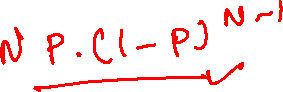 N P . (1 - P)^{N-1}